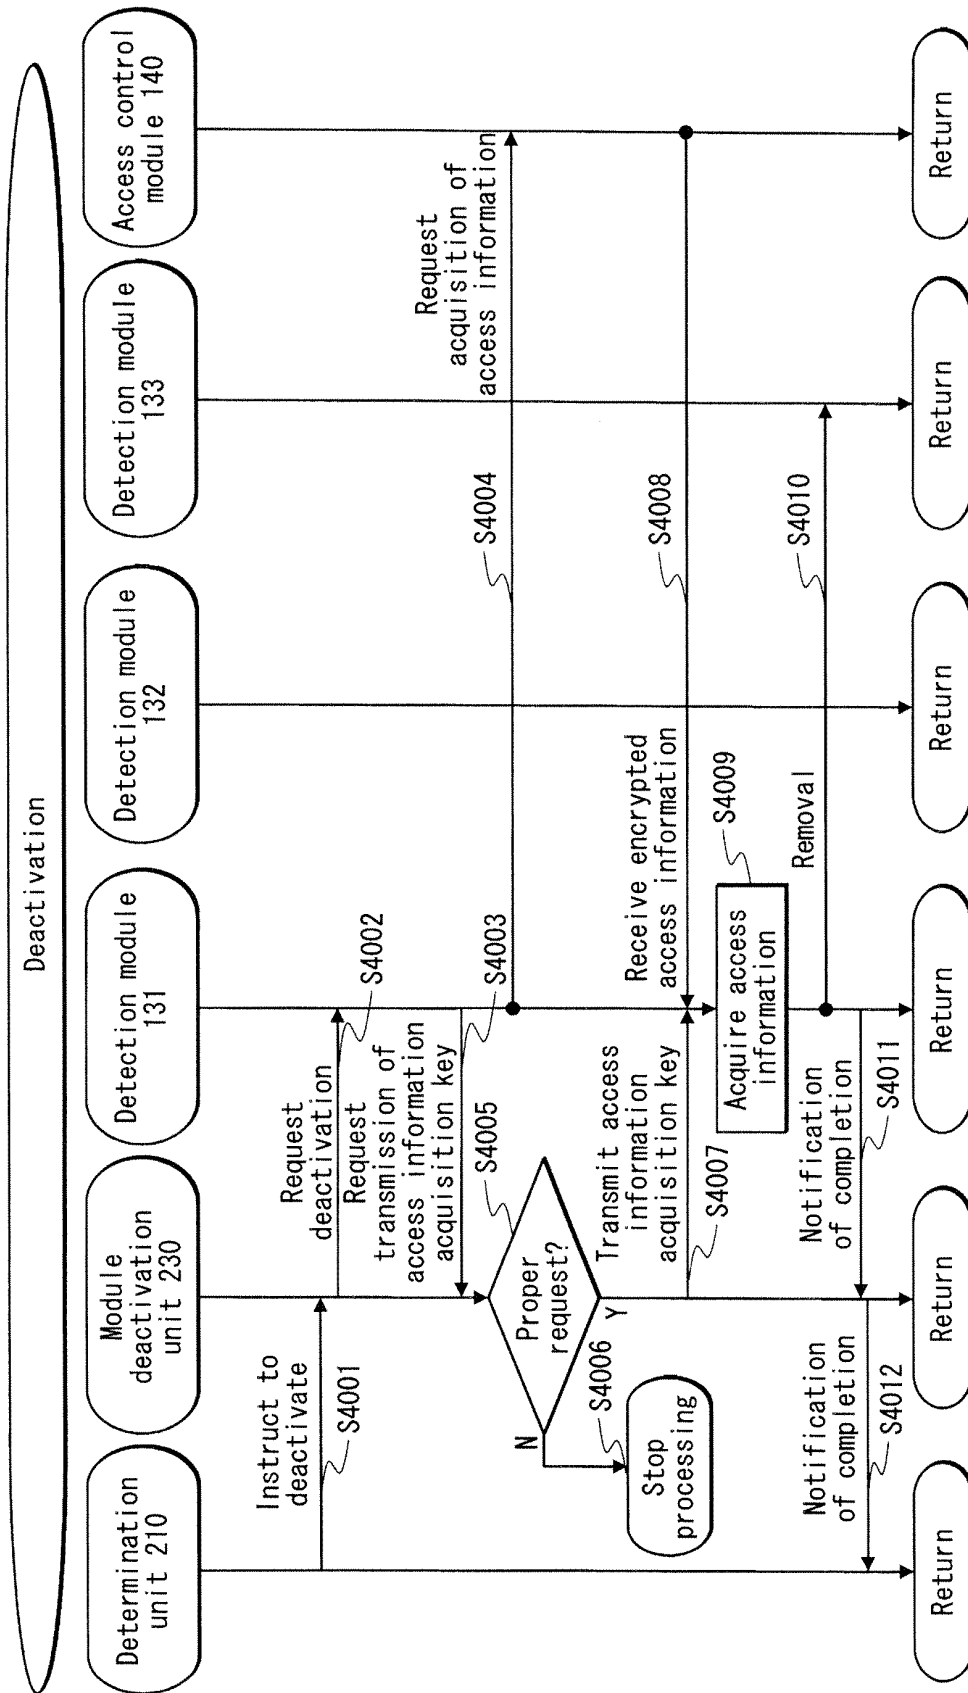 Deactivation
Determination
unit 210
Module
deactivation
unit 230
Detection module
131
Detection module
132
Detection module
133
Access control
module 140
Instruct to
deactivate
S4001
Request
deactivation
S4002
Request
transmission of
access information
acquisition key
S4003
Request
acquisition of
access information
S4004
S4005
Proper
request?
N
Y
S4006
Stop
processing
Transmit access
information
acquisition key
S4007
Receive encrypted
access information
S4008
S4009
Acquire access
information
Removal
S4010
Notification
of completion
S4011
Notification
of completion
S4012
Return
Return
Return
Return
Return
Return